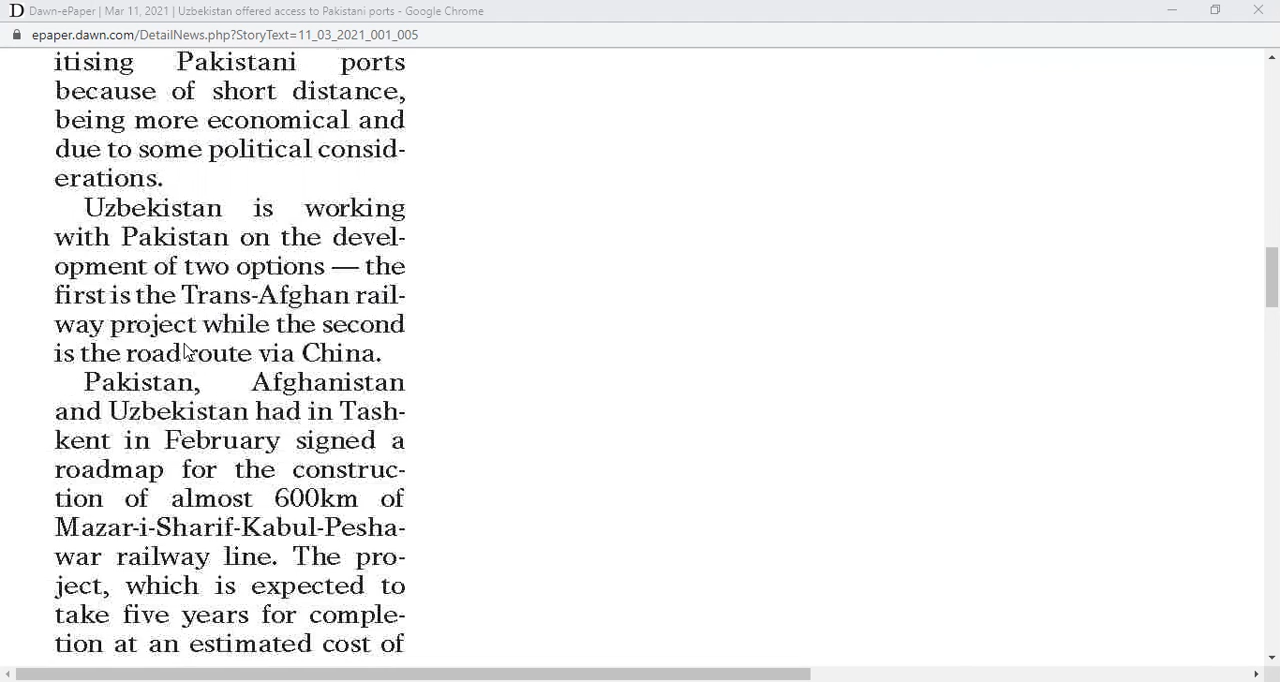 Dawn-ePaper | Mar 11, 2021 | Uzbekistan offered access to Pakistani ports - Google Chrome
epaper.dawn.com/DetailNews.php?StoryText=11_03_2021_001_005
itising Pakistani ports
because of short distance,
being more economical and
due to some political consid-
erations.
Uzbekistan is working
with Pakistan on the devel-
opment of two options — the
first is the Trans-Afghan rail-
way project while the second
is the road route via China.
Pakistan, Afghanistan
and Uzbekistan had in Tash-
kent in February signed a
roadmap for the construc-
tion of almost 600km of
Mazar-i-Sharif-Kabul-Pesha-
war railway line. The pro-
ject, which is expected to
take five years for comple-
tion at an estimated cost of